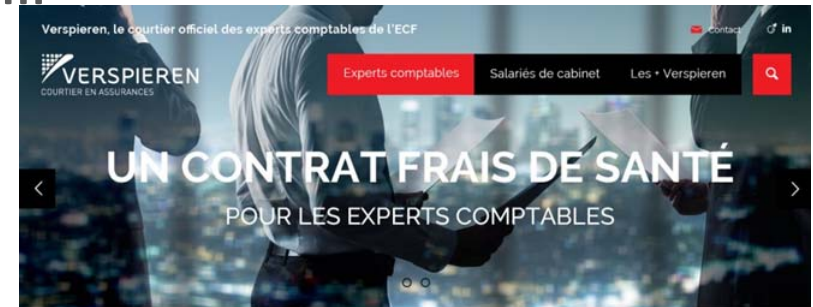 Verspieren, le courtier officiel des experts comptables de l'ECF
contact
in
VERSPIEREN
COURTIER EN ASSURANCES
Experts comptables
Salariés de cabinet
Les + Verspieren
UN CONTRAT FRAIS DE SANTÉ
POUR LES EXPERTS COMPTABLES